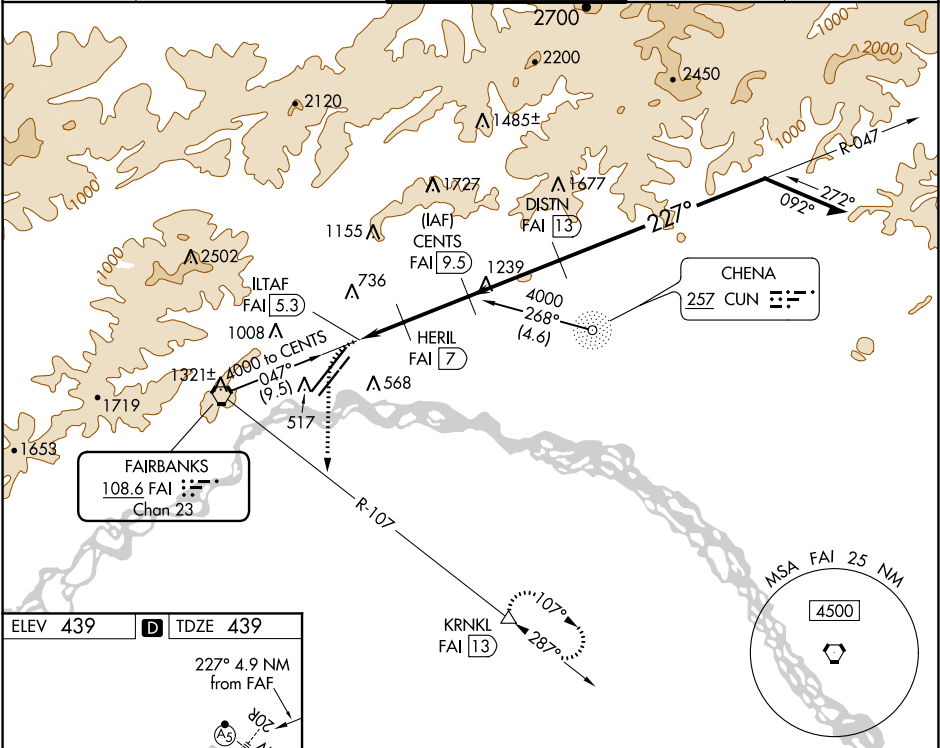 2700
1000
2000
2200
2450
2120
1485±
1000
R-047
1000
1727
1677
272°
092°
(IAF)
CENTS
FAI 9.5
DISTN
FAI 13
227°
1155
1000
2502
ILTAF
FAI 5.3
736
1239
4000
268°
(4.6)
CHENA
257 CUN
1008
HERIL
FAI 7
4000 to CENTS
047°
(9.5)
1321±
568
517
1719
1653
FAIRBANKS
108.6 FAI
Chan 23
R-107
MSA FAI 25 NM
4500
KRNKL
FAI 13
107°
287°
ELEV 439
D
TDZE 439
227° 4.9 NM
from FAF
20R
A5